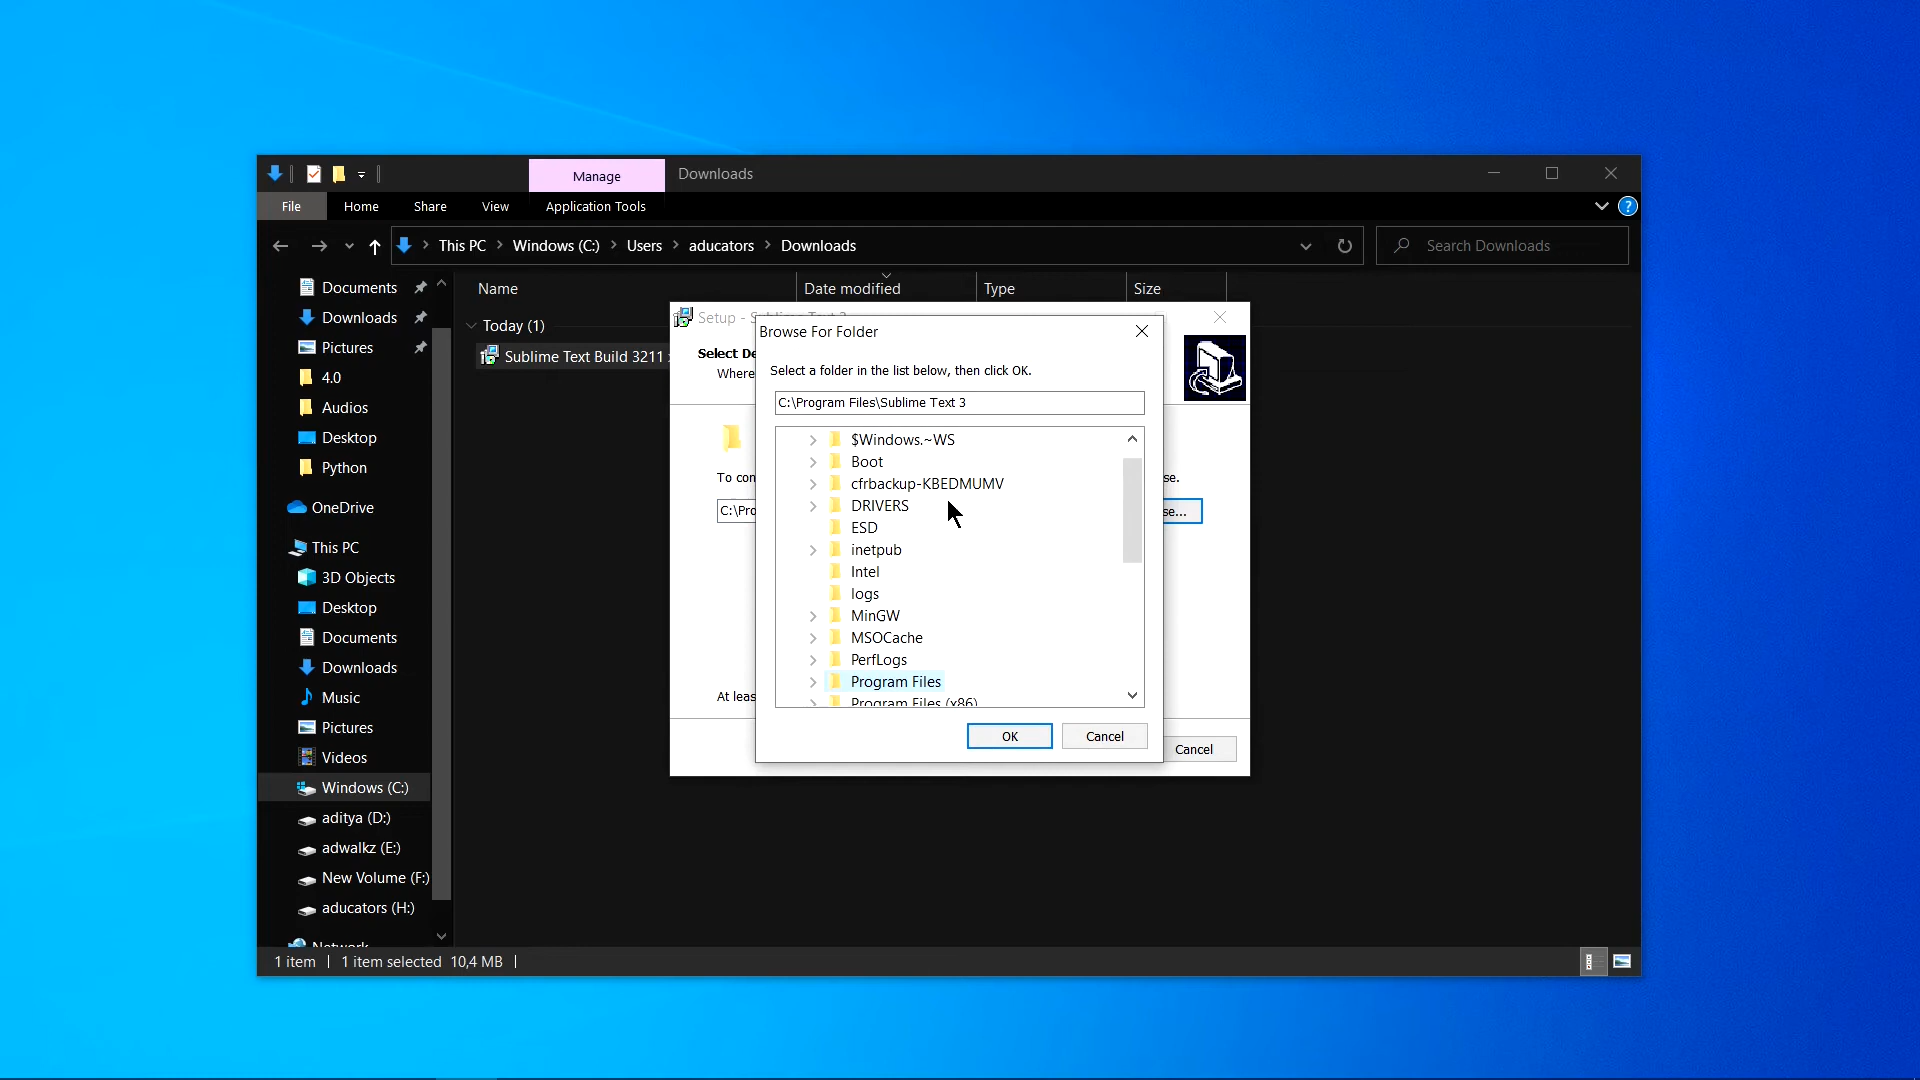 Manage
Downloads
File
Home
Share
View
Application Tools
This PC
Windows (C:)
Users
aducators
Downloads
Search Downloads
Documents
Downloads
Pictures
4.0
Audios
Desktop
Python
OneDrive
This PC
3D Objects
Desktop
Documents
Downloads
Music
Pictures
Videos
Windows (C:)
aditya (D:)
adwalkz (E:)
New Volume (F:)
aducators (H:)
Network
Name
Date modified
Type
Size
Today (1)
Sublime Text Build 3211
Setup -
Select De
Where
To con
C:\Pro
se.
se...
At leas
Cancel
Browse For Folder
Select a folder in the list below, then click OK.
C:\Program Files\Sublime Text 3
$Windows.~WS
Boot
cfrbackup-KBEDMUMV
DRIVERS
ESD
inetpub
Intel
logs
MinGW
MSOCache
PerfLogs
Program Files
Program Files (x86)
OK
Cancel
1 item
1 item selected
10,4 MB